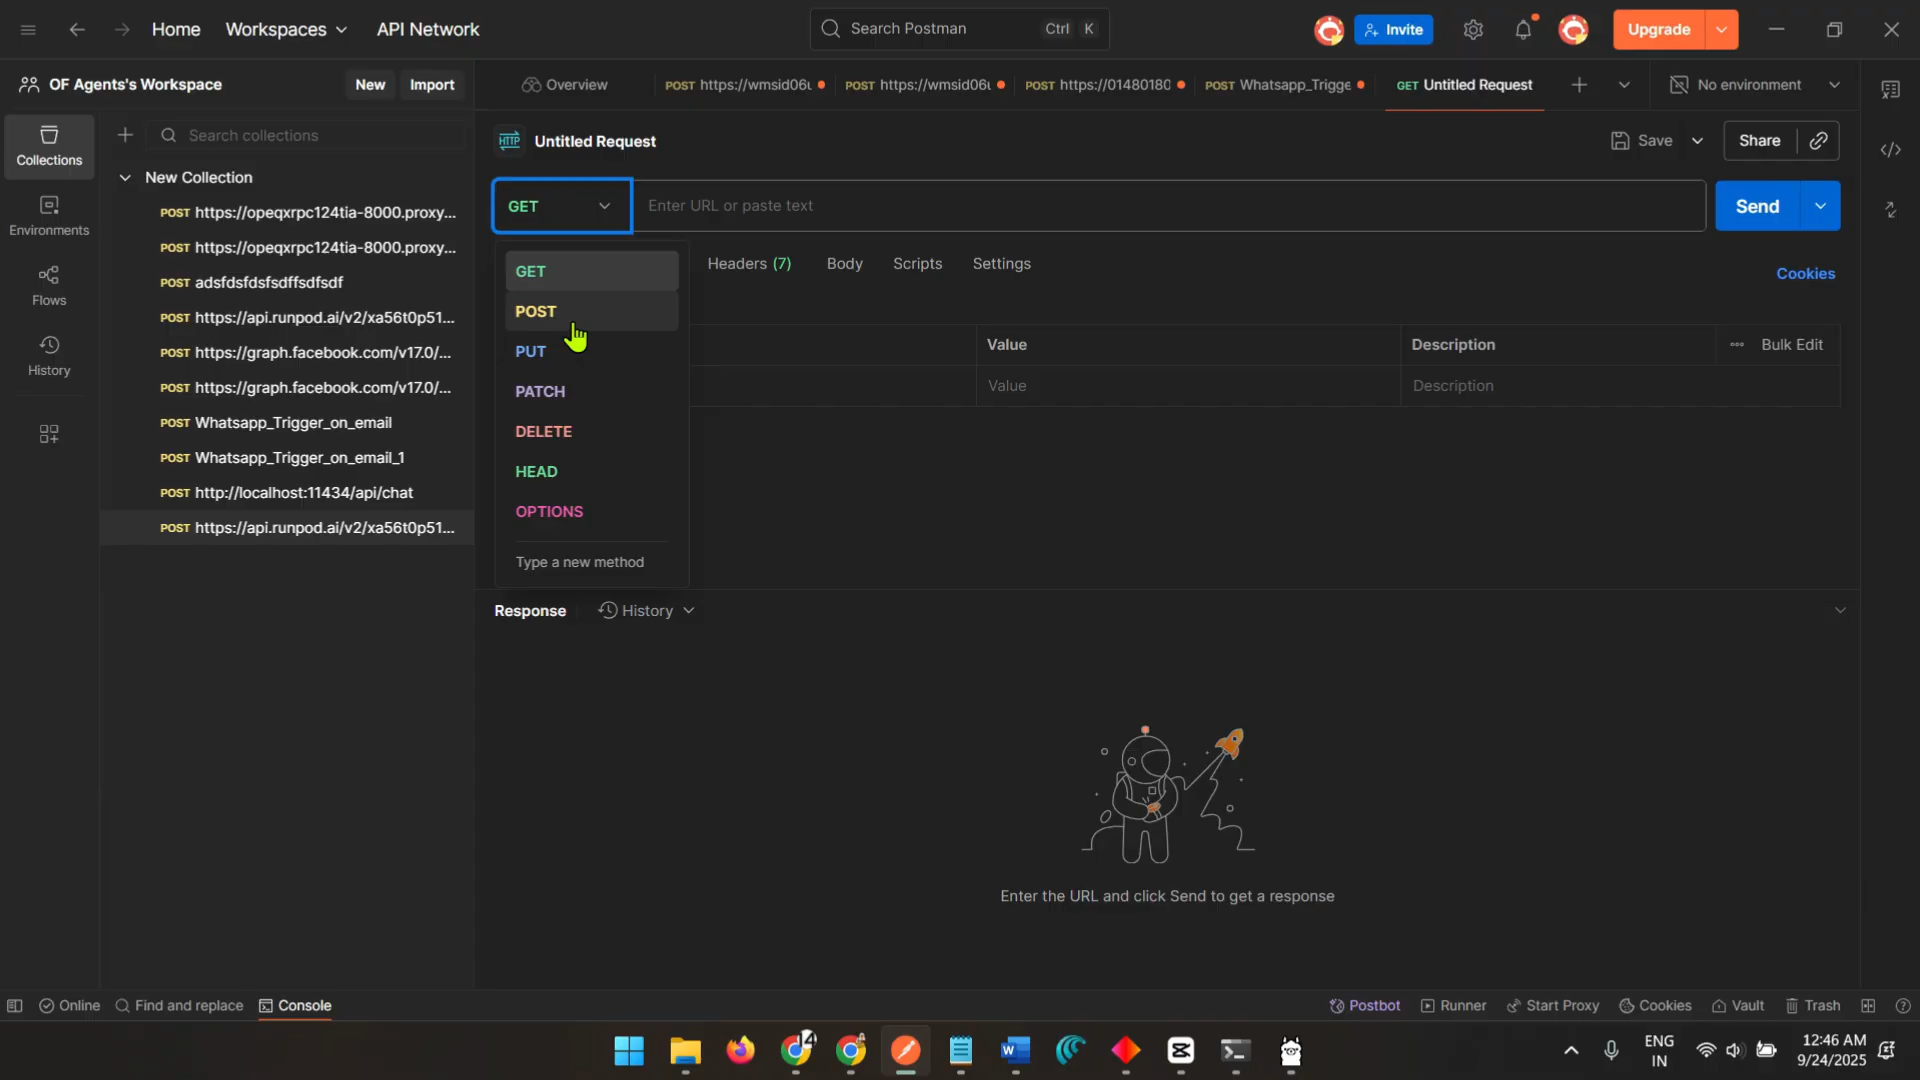 Home
Workspaces
API Network
Search Postman
Ctrl K
Invite
Upgrade
OF Agents's Workspace
New
Import
Overview
POST https://wmsid06u
POST https://wmsid06u
POST https://01480180
POST Whatsapp_Trigge
GET Untitled Request
No environment
Collections
Search collections
HTTP Untitled Request
Save
Share
New Collection
POST https://opeqxrpc124tia-8000.proxy...
POST https://opeqxrpc124tia-8000.proxy...
POST adsfdsfdsfsdffsdfsdf
POST https://api.runpod.ai/v2/xa56t0p51...
POST https://graph.facebook.com/v17.0/...
POST https://graph.facebook.com/v17.0/...
POST Whatsapp_Trigger_on_email
POST Whatsapp_Trigger_on_email_1
POST http://localhost:11434/api/chat
POST https://api.runpod.ai/v2/xa56t0p51...
Environments
Flows
History
GET
Enter URL or paste text
Send
GET
POST
PUT
PATCH
DELETE
HEAD
OPTIONS
Type a new method
Headers (7)
Body
Scripts
Settings
Cookies
Value
Description
Bulk Edit
Value
Description
Response
History
Enter the URL and click Send to get a response
Online
Find and replace
Console
Postbot
Runner
Start Proxy
Cookies
Vault
Trash
4
ENG
IN
12:46 AM
9/24/2025